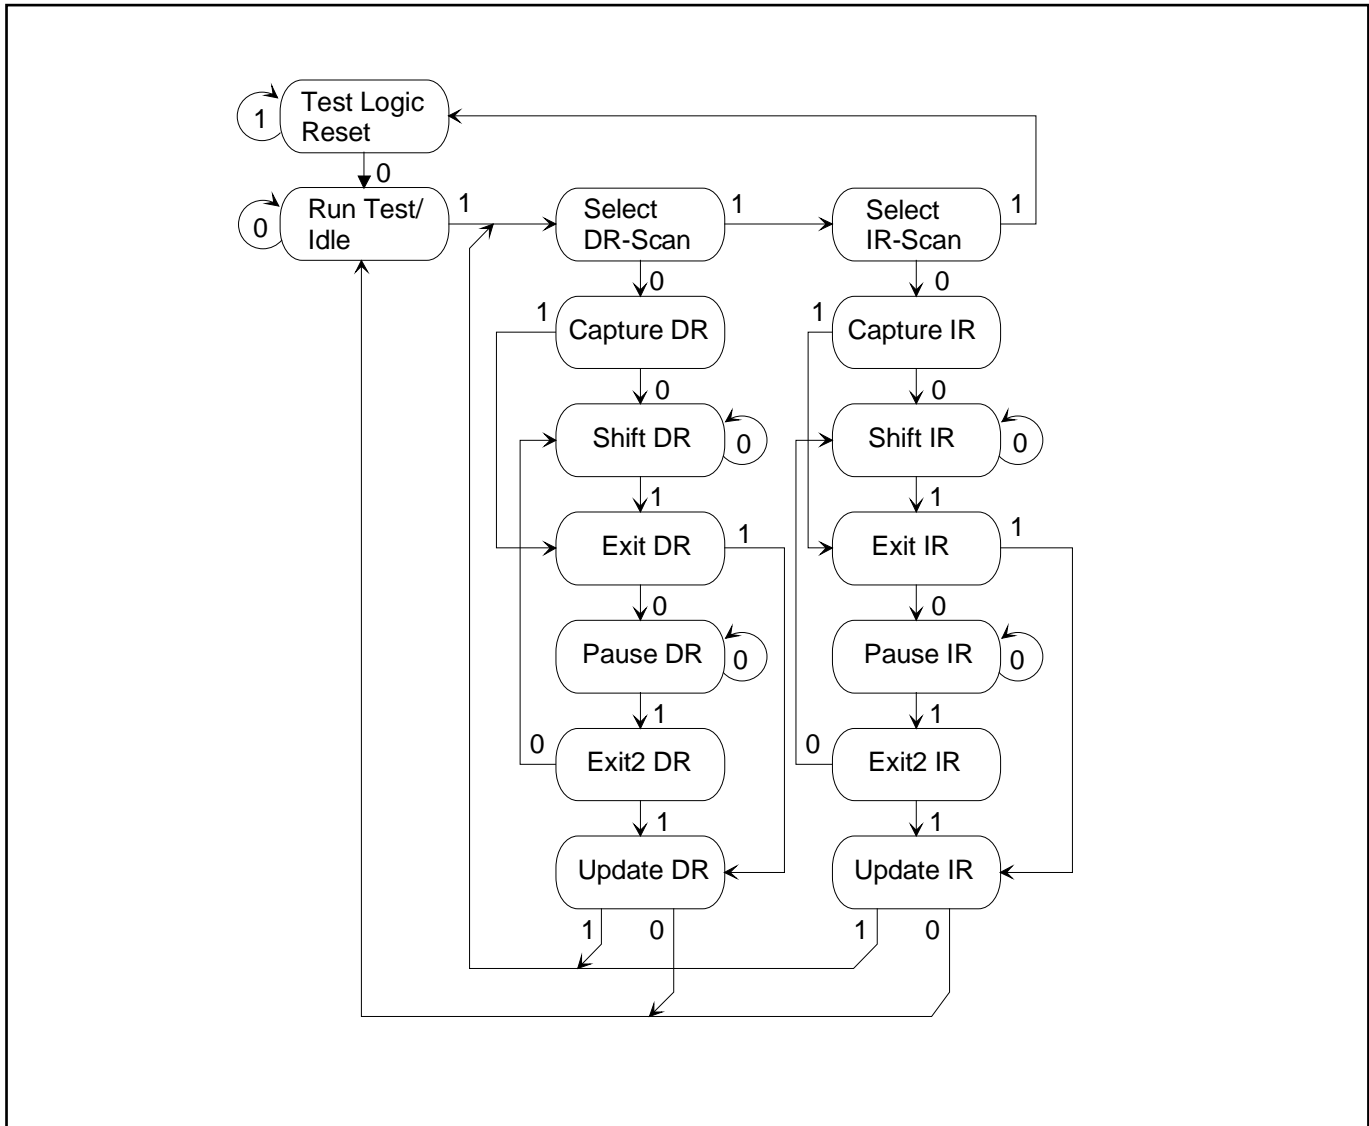 Test Logic
Reset
1
0
Run Test/
Idle
0
1
Select
DR-Scan
1
Select
IR-Scan
1
0
0
1
Capture DR
1
Capture IR
0
0
Shift DR
0
Shift IR
0
1
1
Exit DR
1
Exit IR
1
0
0
Pause DR
0
Pause IR
0
1
1
0
Exit2 DR
0
Exit2 IR
1
1
Update DR
Update IR
1
0
1
0